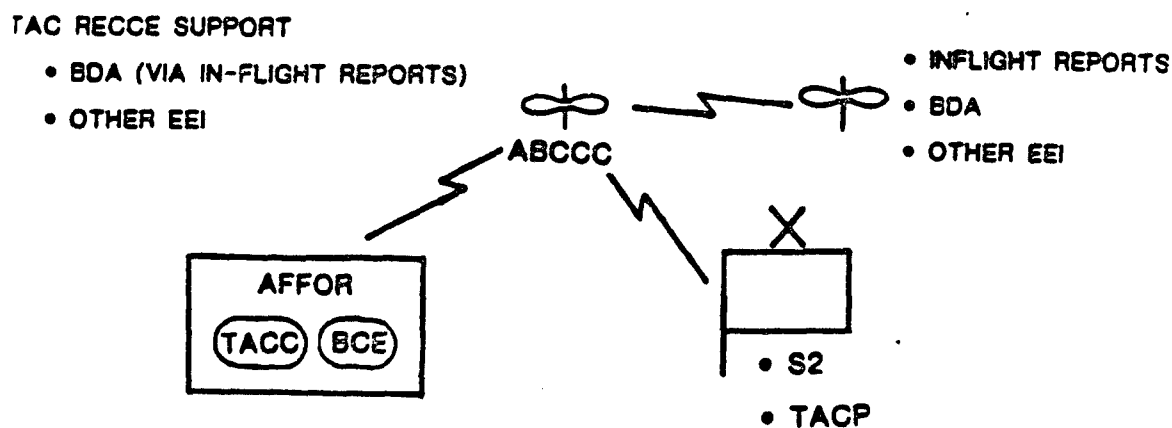 TAC RECCE SUPPORT
• BDA (VIA IN-FLIGHT REPORTS)
• OTHER EEI
• INFLIGHT REPORTS
• BDA
• OTHER EEI
ABCCC
AFFOR
TACC
BCE
X
• S2
• TACP